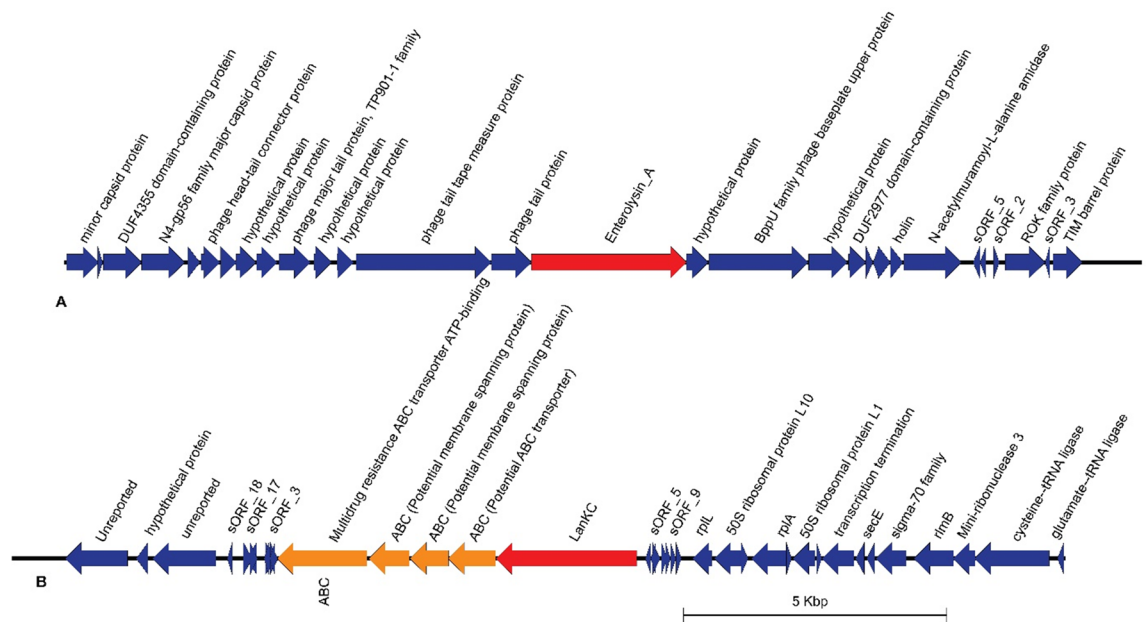 minor capsid protein
DUF4355 domain-containing protein
N4-gp56 family major capsid protein
phage head-tail connector protein
hypothetical protein
hypothetical protein
phage major tail protein, TP901-1 family
hypothetical protein
hypothetical protein
phage tail tape measure protein
phage tail protein
Enterolysin_A
hypothetical protein
BppU family phage baseplate upper protein
hypothetical protein
DUF2977 domain-containing protein
holin
N-acetylmuramoyl-L-alanine amidase
sORF_5
sORF_2
ROK family protein
sORF_3
TIM barrel protein
A
Unreported
hypothetical protein
unreported
sORF_18
sORF_17
sORF_3
Multidrug resistance ABC transporter ATP-binding
ABC (Potential membrane spanning protein)
ABC (Potential membrane spanning protein)
ABC (Potential ABC transporter)
LanKC
sORF_5
sORF_9
rplL
50S ribosomal protein L10
rplA
50S ribosomal protein L1
transcription termination
secE
sigma-70 family
rlmB
Mini-ribonuclease 3
cysteine--tRNA ligase
glutamate--tRNA ligase
B
ABC
5 Kbp